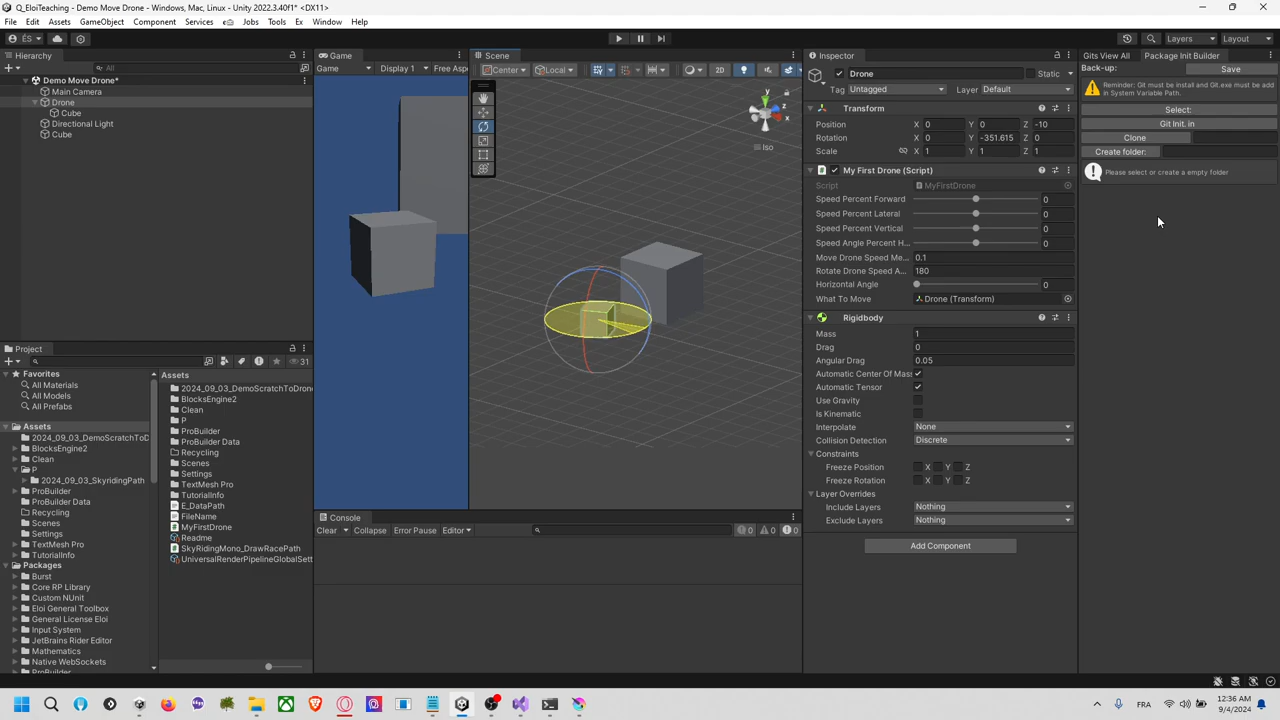 Q_EloiTeaching - Demo Move Drone - Windows, Mac, Linux - Unity 2022.3.40f1* <DX11>
File Edit Assets GameObject Component Services Jobs Tools Ex Window Help
ÉS Layers Layout
Hierarchy
All
Demo Move Drone*
Main Camera
Drone
Cube
Directional Light
Cube
Game
Game Display 1 Free Aspe
Scene
Center Local 2D
y
x
Iso
Project
31
Favorites
All Materials
All Models
All Prefabs
Assets
2024_09_03_DemoScratchToD
BlocksEngine2
Clean
P
2024_09_03_SkyridingPath
ProBuilder
ProBuilder Data
Recycling
Scenes
Settings
TextMesh Pro
TutorialInfo
Packages
Burst
Core RP Library
Custom NUnit
Eloi General Toolbox
General License Eloi
Input System
JetBrains Rider Editor
Mathematics
Native WebSockets
ProBuilder
Assets
2024_09_03_DemoScratchToDrone
BlocksEngine2
Clean
P
ProBuilder
ProBuilder Data
Recycling
Scenes
Settings
TextMesh Pro
TutorialInfo
E_DataPath
FileName
MyFirstDrone
Readme
SkyRidingMono_DrawRacePath
UniversalRenderPipelineGlobalSett
Console
Clear Collapse Error Pause Editor 0 0 0
Inspector
Drone Static
Tag Untagged Layer Default
Transform
Position X 0 Y 0 Z -10
Rotation X 0 Y -351.615 Z 0
Scale X 1 Y 1 Z 1
My First Drone (Script)
Script MyFirstDrone
Speed Percent Forward 0
Speed Percent Lateral 0
Speed Percent Vertical 0
Speed Angle Percent H... 0
Move Drone Speed Me... 0.1
Rotate Drone Speed A... 180
Horizontal Angle 0
What To Move Drone (Transform)
Rigidbody
Mass 1
Drag 0
Angular Drag 0.05
Automatic Center Of Mass
Automatic Tensor
Use Gravity
Is Kinematic
Interpolate None
Collision Detection Discrete
Constraints
Freeze Position X Y Z
Freeze Rotation X Y Z
Layer Overrides
Include Layers Nothing
Exclude Layers Nothing
Add Component
Gits View All Package Init Builder
Back-up: Save
Reminder: Git must be install and Git.exe must be add
in System Variable Path.
Select:
Git Init. in
Clone
Create folder:
Please select or create a empty folder
FRA
12:36 AM
9/4/2024